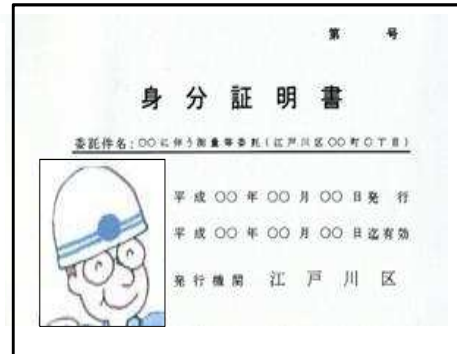 第 号
身分証明書
委託件名:○○に伴う測量等委託(江戸川区○○町○丁目)
平成 ○○ 年 ○○ 月 ○○ 日 発 行
平成 ○○ 年 ○○ 月 ○○ 日 迄有効
発行機関 江 戸 川 区